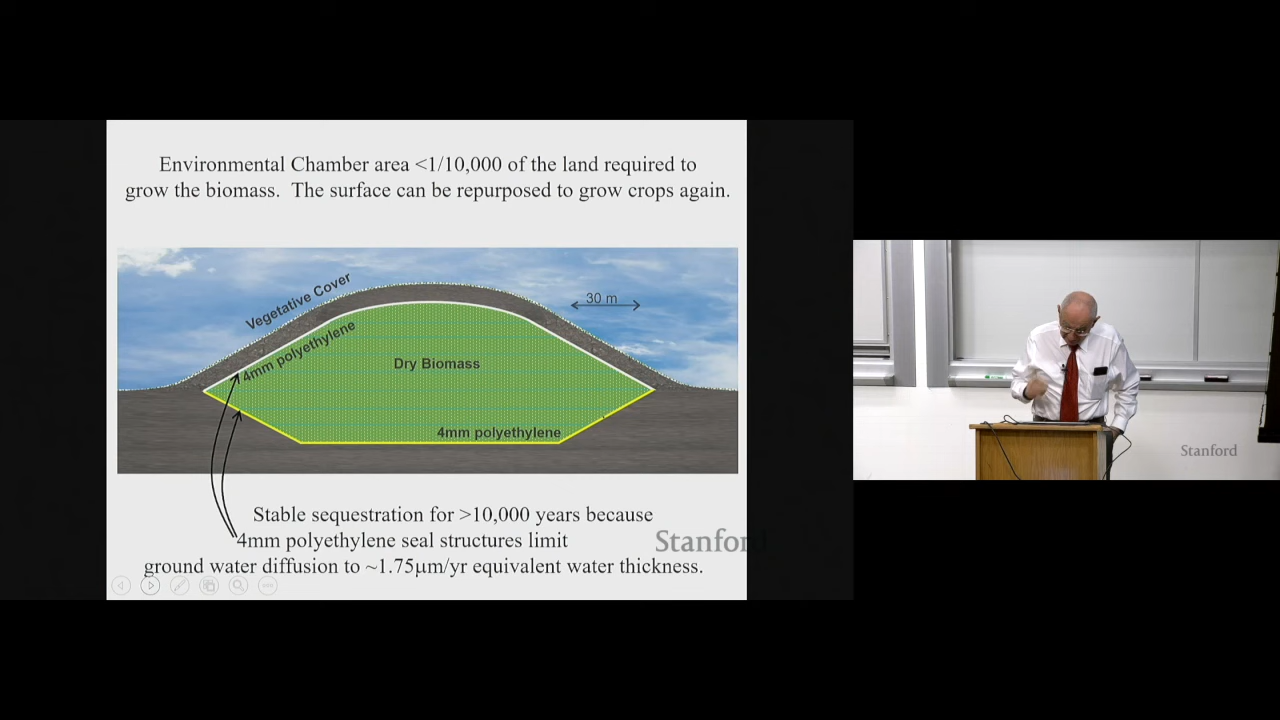 Environmental Chamber area <1/10,000 of the land required to
grow the biomass. The surface can be repurposed to grow crops again.
Vegetative Cover
30 m
4mm polyethylene
Dry Biomass
4mm polyethylene
Stable sequestration for >10,000 years because
4mm polyethylene seal structures limit
ground water diffusion to ~1.75μm/yr equivalent water thickness.
Stanford
Stanford